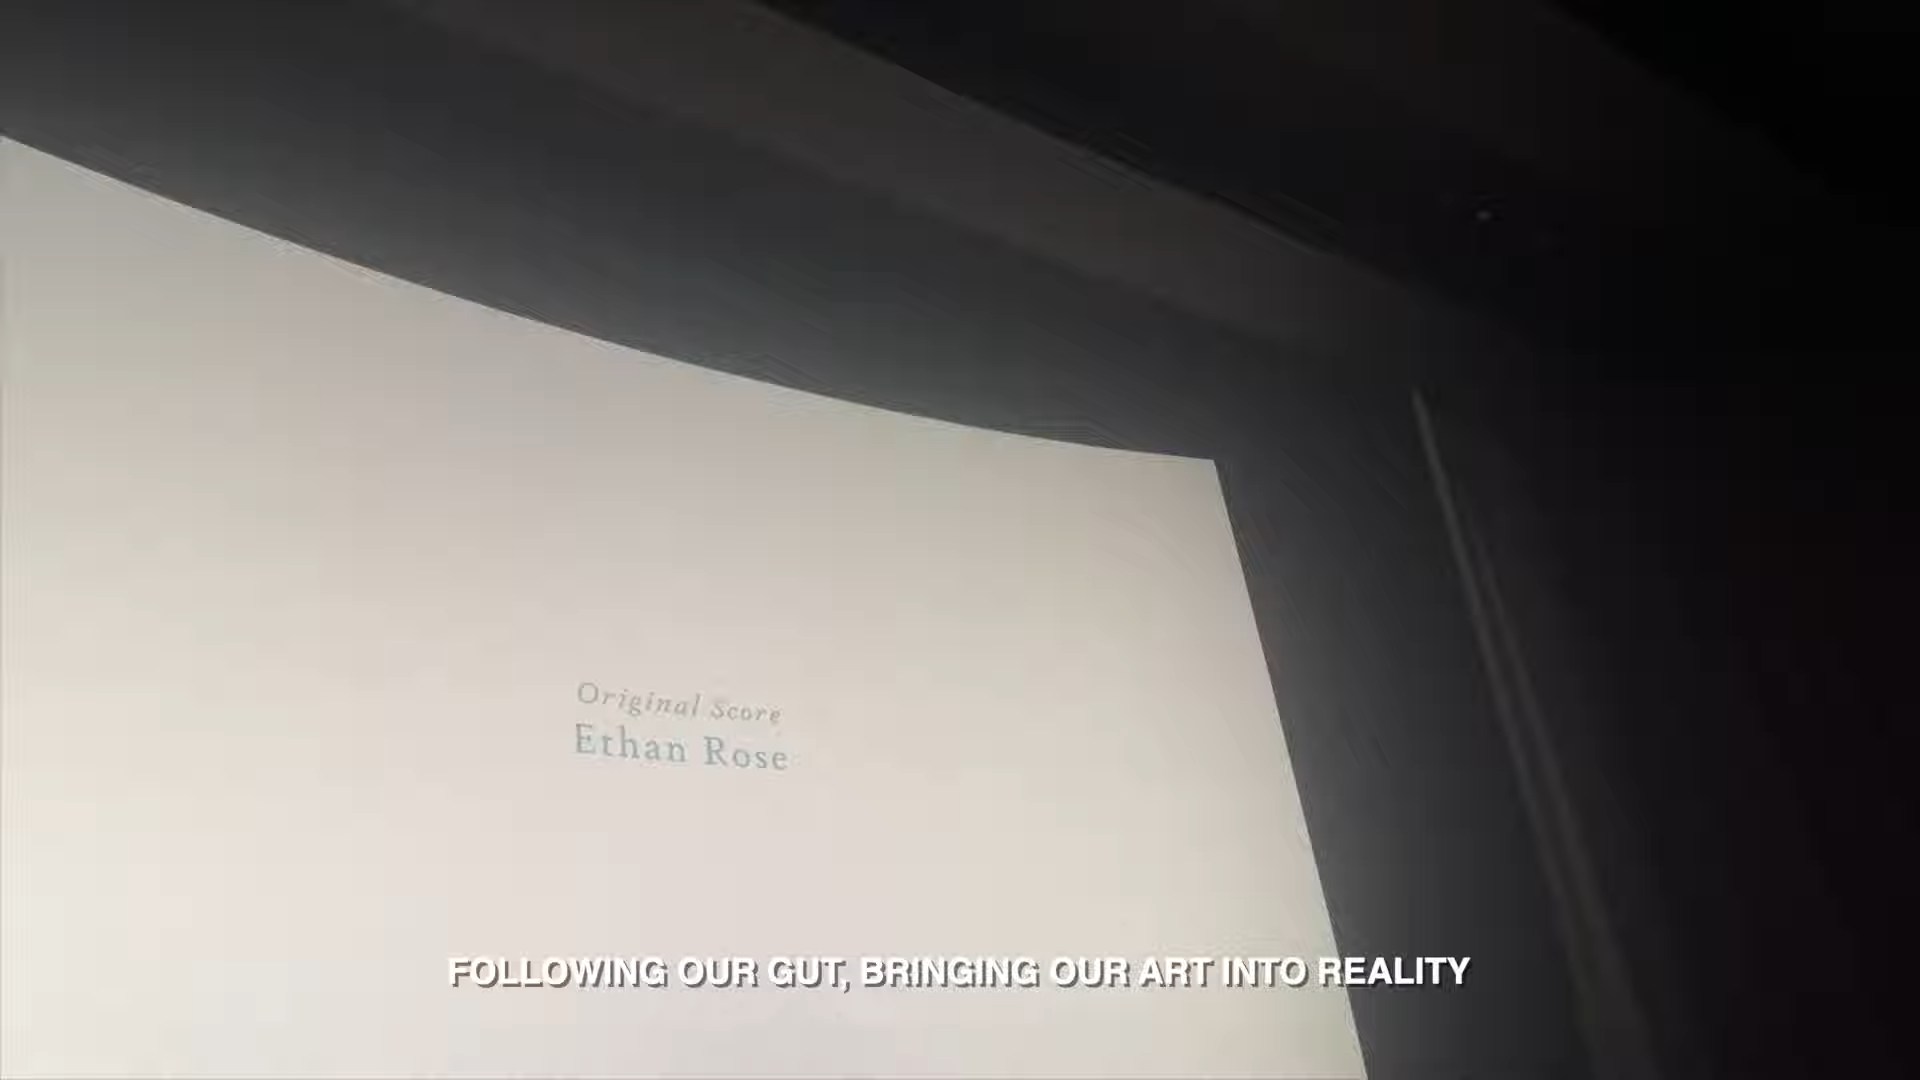 Original Score
Ethan Rose
FOLLOWING OUR GUT, BRINGING OUR ART INTO REALITY